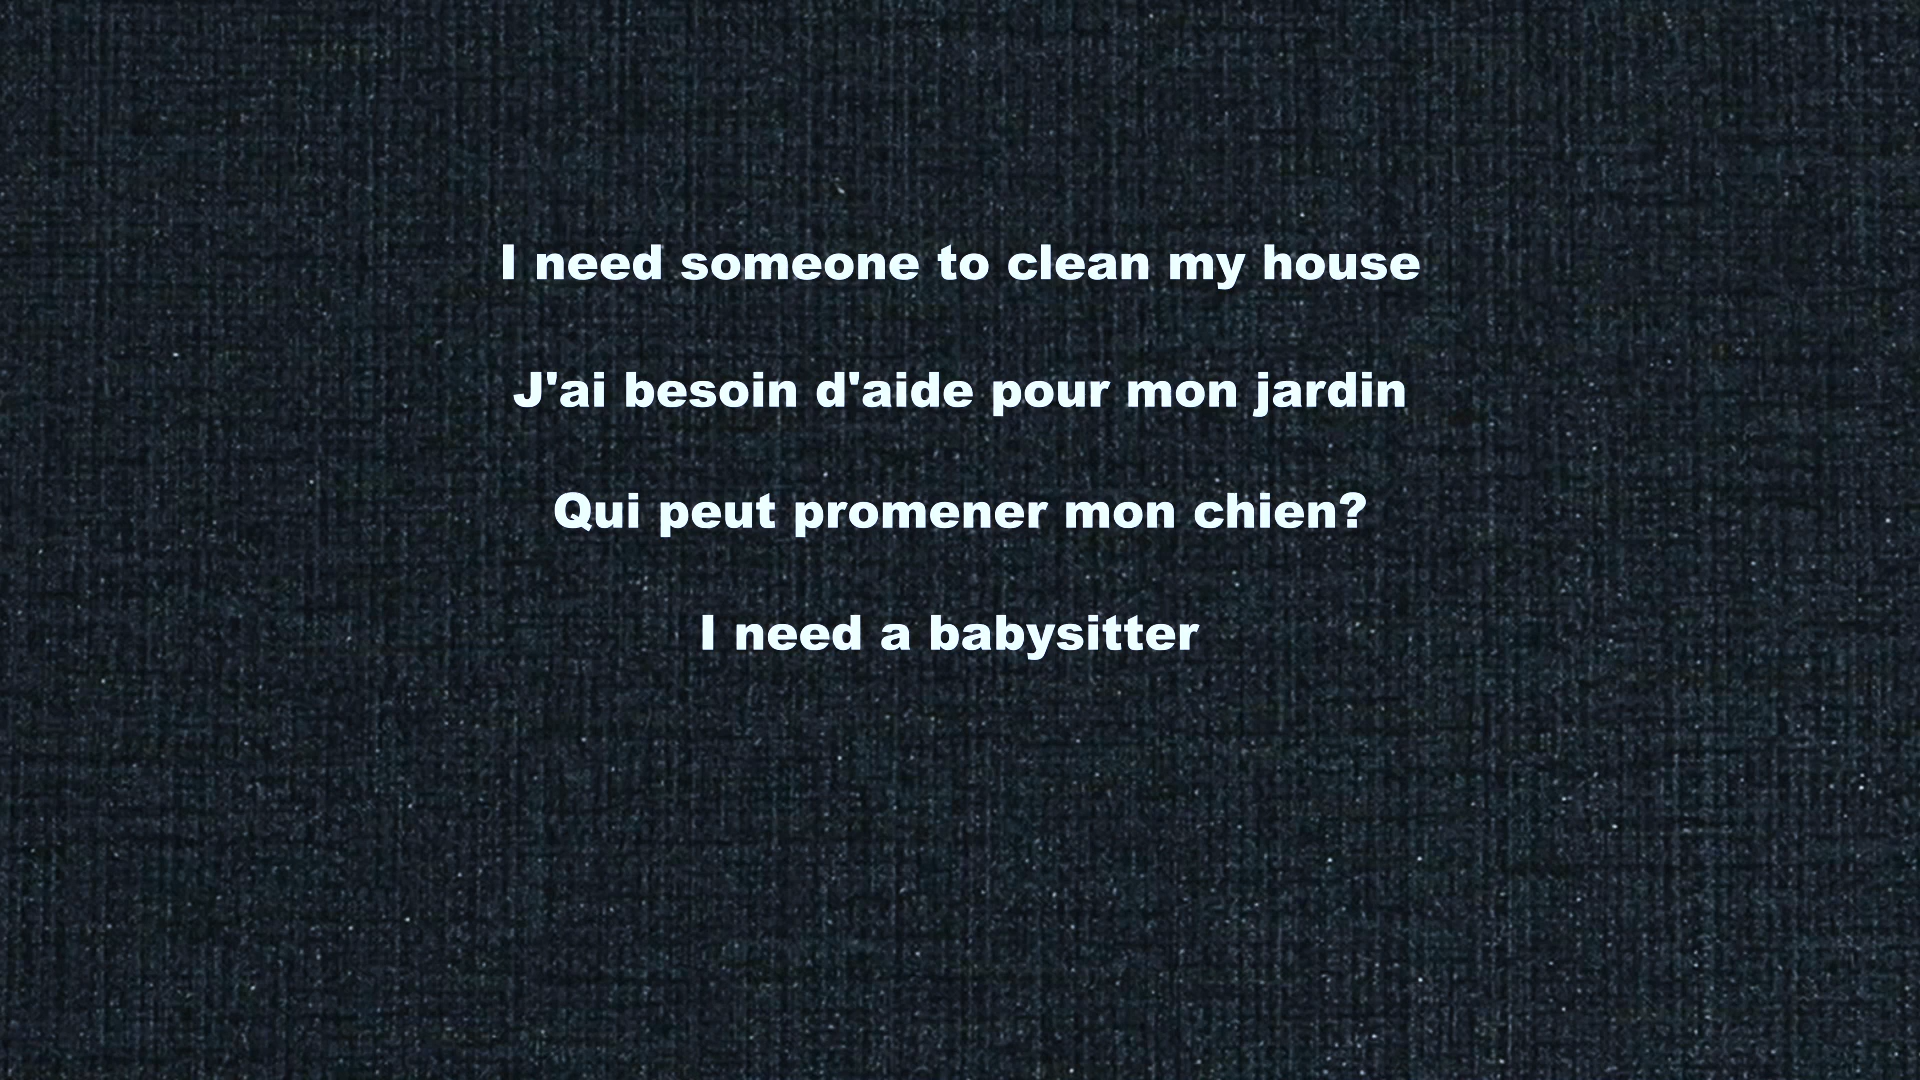 I need someone to clean my house
J'ai besoin d'aide pour mon jardin
Qui peut promener mon chien?
I need a babysitter